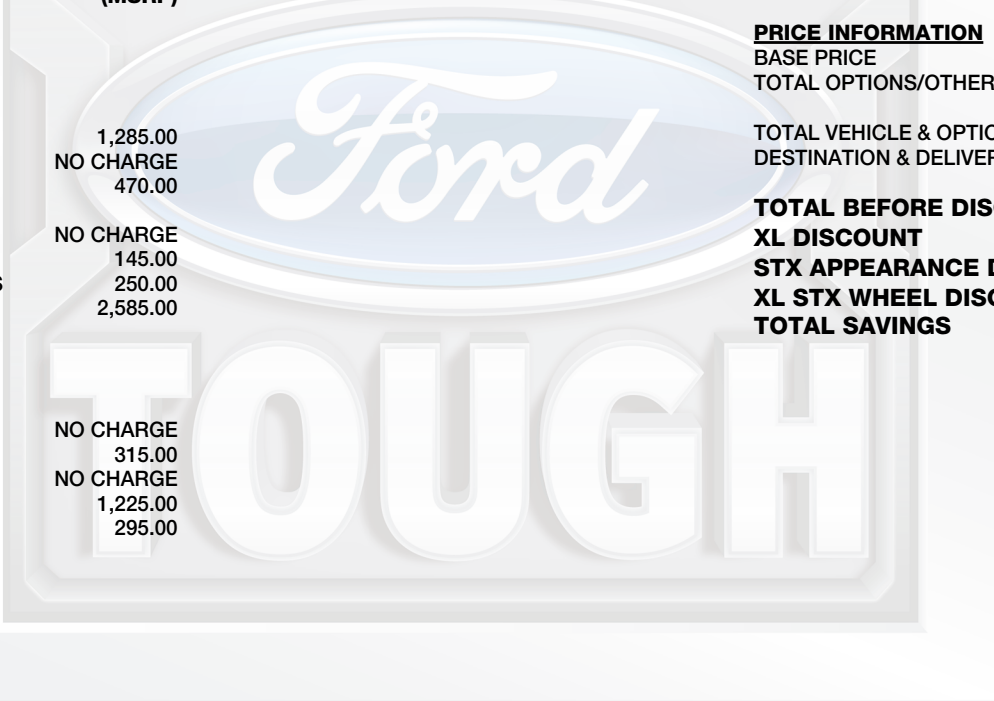 (MSRP)
1,285.00
NO CHARGE
470.00
NO CHARGE
145.00
250.00
2,585.00
NO CHARGE
315.00
NO CHARGE
1,225.00
295.00
Ford
TOUGH
PRICE INFORMATION
BASE PRICE
TOTAL OPTIONS/OTHER
TOTAL VEHICLE & OPTIO
DESTINATION & DELIVER
TOTAL BEFORE DISC
XL DISCOUNT
STX APPEARANCE D
XL STX WHEEL DISC
TOTAL SAVINGS